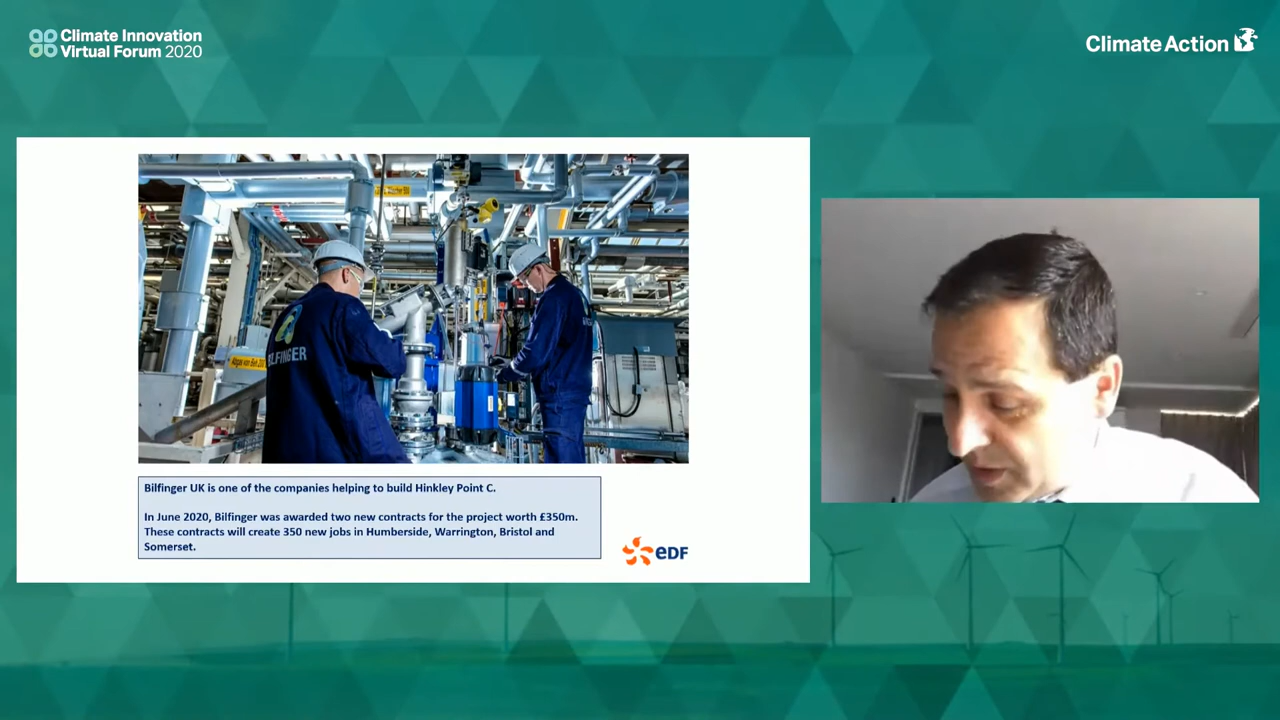 Climate Innovation
Virtual Forum 2020
Climate Action
BILFINGER
Bilfinger UK is one of the companies helping to build Hinkley Point C.
In June 2020, Bilfinger was awarded two new contracts for the project worth £350m.
These contracts will create 350 new jobs in Humberside, Warrington, Bristol and
Somerset.
eDF